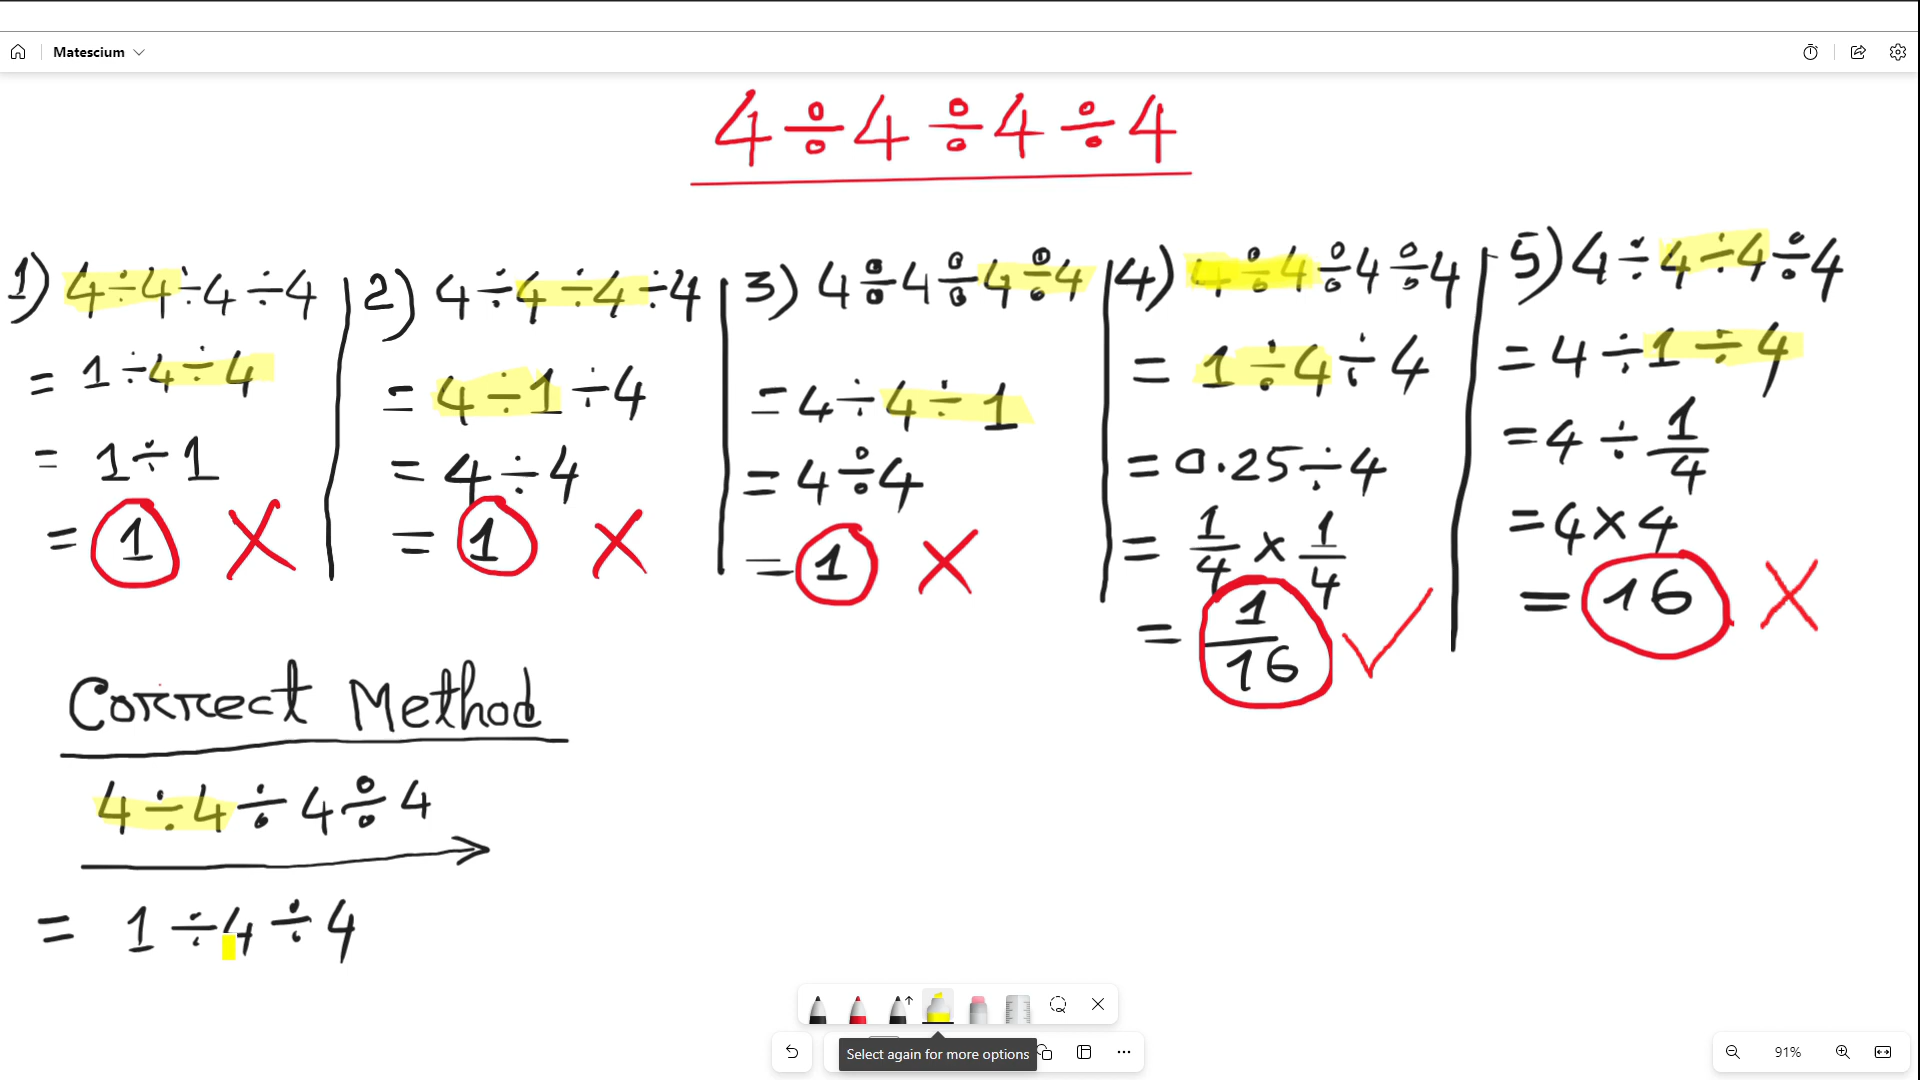 Matescium
4÷4÷4÷4
1) 4÷4÷4÷4
= 1÷4÷4
= 1÷1
= 1 X
2) 4÷4÷4÷4
= 4÷1÷4
= 4÷4
= 1 X
3) 4÷4÷4÷4
= 4÷4÷1
= 4÷4
= 1 X
4) 4÷4÷4÷4
= 1÷4÷4
= 0.25÷4
= 1/4 × 1/4
= 1/16 ✓
5) 4÷4÷4÷4
= 4÷1÷4
= 4÷1/4
= 4×4
= 16 X
Correct Method
4÷4÷4÷4
= 1÷4÷4
Select again for more options
91%